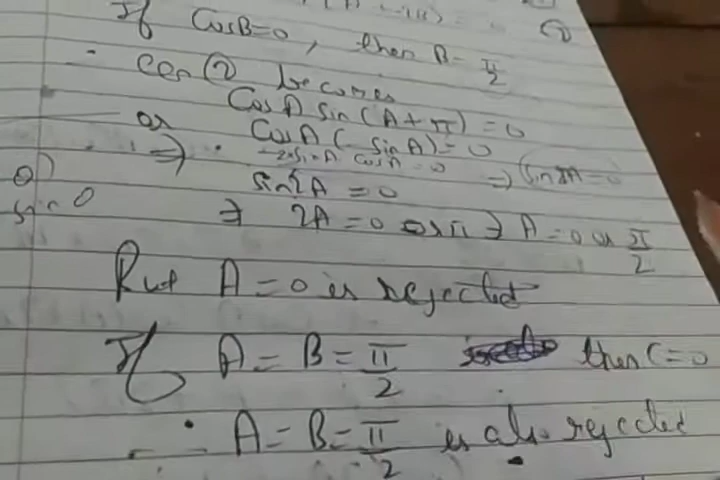 If CosB=0, then B= π/2 ②
∴ eqn ② becomes
CosA sin(A+π)=0
or CosA(-sinA)=0
⇒ -2sinA CosA=0 ⇒ sin2A=0
sin2A=0
⇒ 2A=0 or π ⇒ A=0 or π/2
But A=0 is rejected
If A=B=π/2 then C=0
∴ A=B=π/2 is also rejected